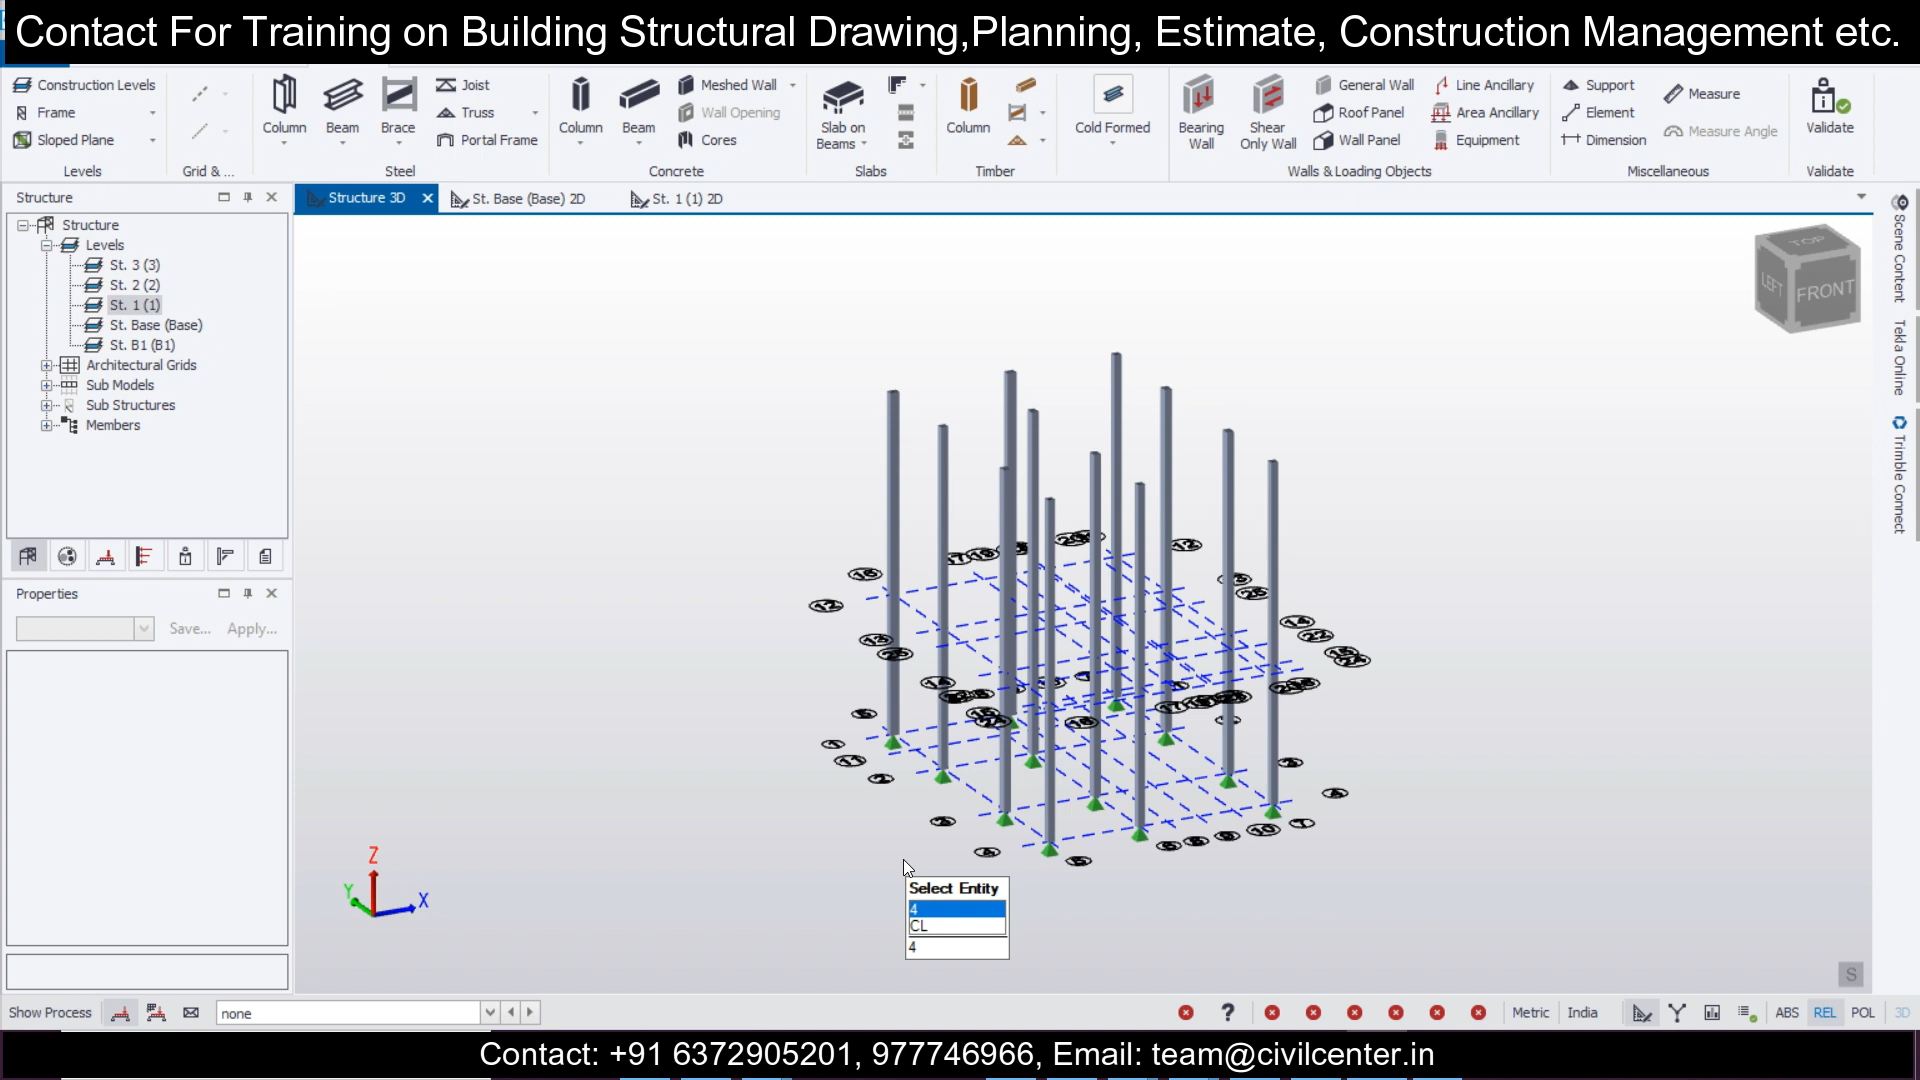 Contact For Training on Building Structural Drawing,Planning, Estimate, Construction Management etc.
Construction Levels
Frame
Sloped Plane
Levels
Grid & ...
Column
Beam
Brace
Joist
Truss
Portal Frame
Steel
Column
Beam
Meshed Wall
Wall Opening
Cores
Concrete
Slab on
Beams
Slabs
Column
Timber
Cold Formed
Bearing
Wall
Shear
Only Wall
General Wall
Roof Panel
Wall Panel
Line Ancillary
Area Ancillary
Equipment
Walls & Loading Objects
Support
Element
Dimension
Measure
Measure Angle
Miscellaneous
Validate
Validate
Structure
Structure 3D
St. Base (Base) 2D
St. 1 (1) 2D
Structure
Levels
St. 3 (3)
St. 2 (2)
St. 1 (1)
St. Base (Base)
St. B1 (B1)
Architectural Grids
Sub Models
Sub Structures
Members
Properties
Save...
Apply...
TOP
LEFT
FRONT
Scene Content
Tekla Online
Trimble Connect
Z
Y
X
12
17
12
14
22
11
10
Select Entity
4
CL
4
S
Show Process
none
Metric
India
ABS
REL
POL
3D
Contact: +91 6372905201, 977746966, Email: team@civilcenter.in